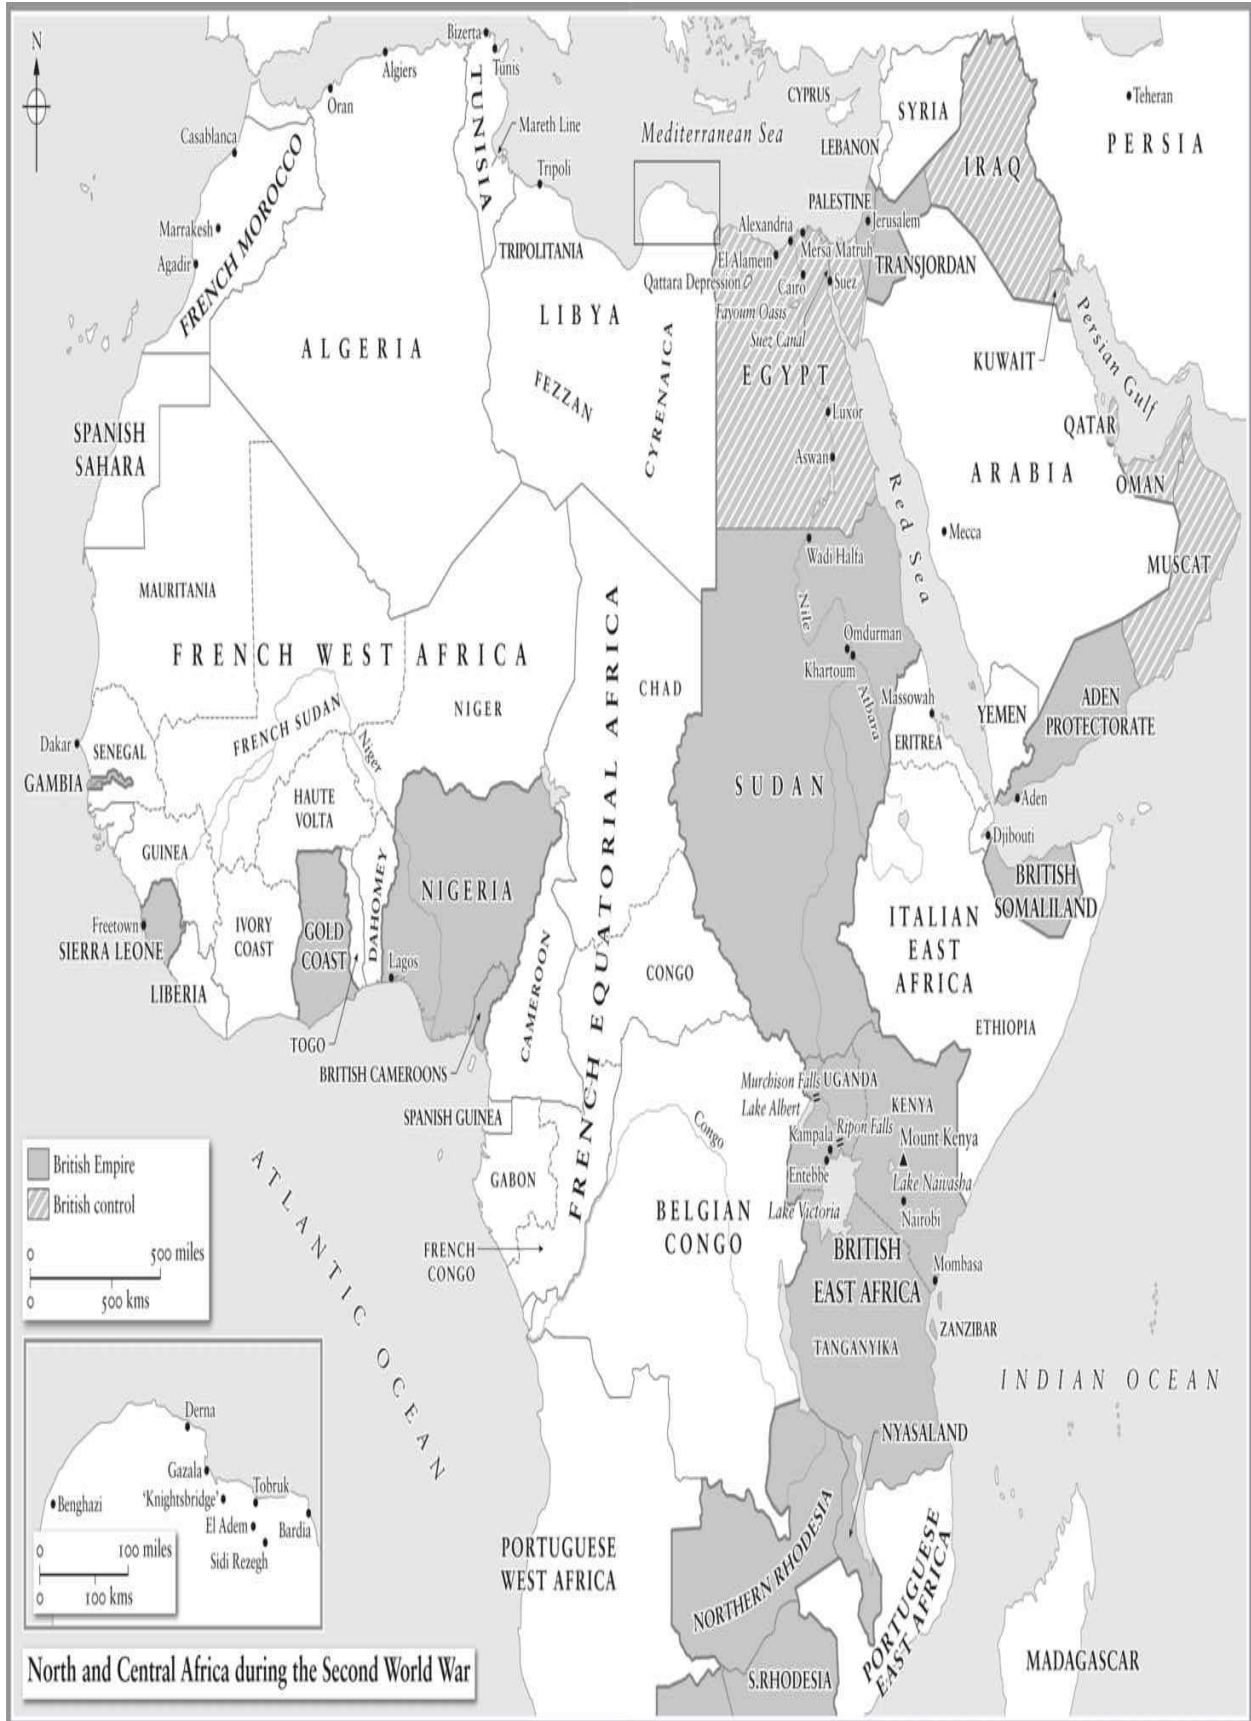 N
Bizerta
Tunis
Algiers
Oran
TUNISIA
Mareth Line
Casablanca
Tripoli
Mediterranean Sea
CYPRUS
SYRIA
LEBANON
IRAQ
Teheran
PERSIA
FRENCH MOROCCO
Marrakesh
Agadir
TRIPOLITANIA
PALESTINE
Jerusalem
Alexandria
Mersa Matruh
El Alamein
TRANSJORDAN
Qattara Depression
Cairo
Suez
Fayoum Oasis
Suez Canal
LIBYA
ALGERIA
FEZZAN
CYRENAICA
EGYPT
KUWAIT
Persian Gulf
Luxor
QATAR
SPANISH
SAHARA
Aswan
ARABIA
OMAN
Red Sea
Mecca
Wadi Halfa
MUSCAT
MAURITANIA
Nile
FRENCH WEST AFRICA
Omdurman
Khartoum
CHAD
Atbara
Massowah
ERITREA
YEMEN
ADEN
PROTECTORATE
NIGER
FRENCH SUDAN
Niger
Dakar
SENEGAL
GAMBIA
SUDAN
Aden
HAUTE
VOLTA
Djibouti
GUINEA
BRITISH
SOMALILAND
DAHOMEY
NIGERIA
FRENCH EQUATORIAL AFRICA
ITALIAN
EAST
AFRICA
Freetown
SIERRA LEONE
IVORY
COAST
GOLD
COAST
Lagos
LIBERIA
CAMEROON
CONGO
ETHIOPIA
TOGO
BRITISH CAMEROONS
SPANISH GUINEA
Murchison Falls
UGANDA
Lake Albert
KENYA
Congo
Kampala
Ripon Falls
Mount Kenya
Entebbe
Lake Naivasha
GABON
Lake Victoria
Nairobi
BELGIAN
CONGO
FRENCH
CONGO
BRITISH
EAST AFRICA
Mombasa
ZANZIBAR
TANGANYIKA
ATLANTIC OCEAN
INDIAN OCEAN
NYASALAND
NORTHERN RHODESIA
PORTUGUESE
WEST AFRICA
PORTUGUESE
EAST AFRICA
S.RHODESIA
MADAGASCAR
British Empire
British control
0
500 miles
0
500 kms
Derna
Gazala
'Knightsbridge'
Tobruk
Benghazi
El Adem
Bardia
Sidi Rezegh
0
100 miles
0
100 kms
North and Central Africa during the Second World War